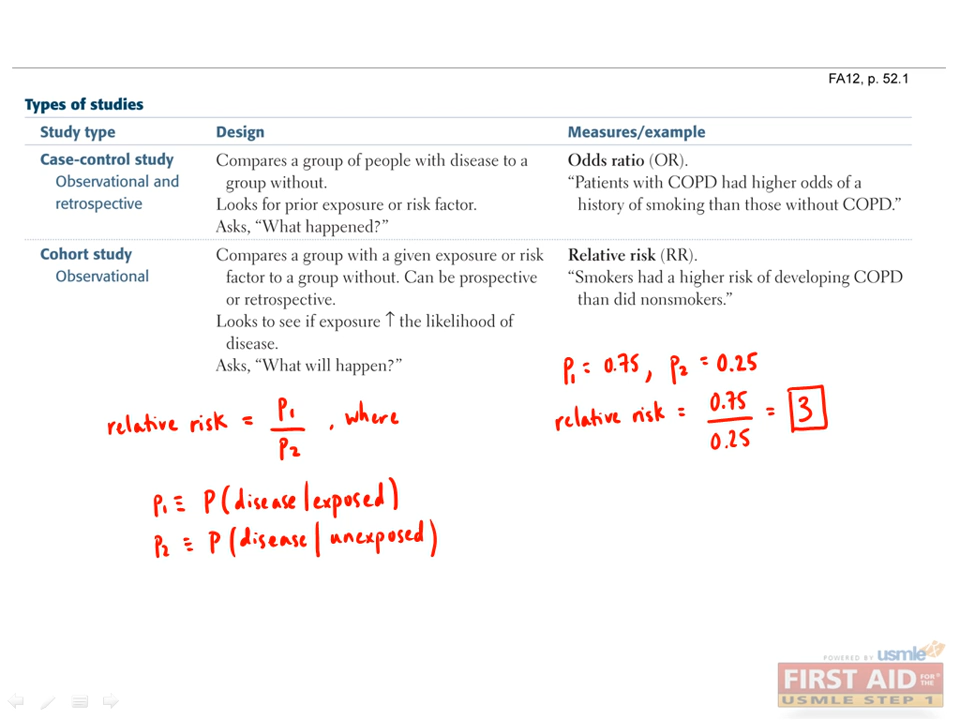 FA12, p. 52.1
Types of studies
Study type Design Measures/example
Case-control study
Observational and
retrospective
Compares a group of people with disease to a
group without.
Looks for prior exposure or risk factor.
Asks, “What happened?”
Odds ratio (OR).
“Patients with COPD had higher odds of a
history of smoking than those without COPD.”
Cohort study
Observational
Compares a group with a given exposure or risk
factor to a group without. Can be prospective
or retrospective.
Looks to see if exposure ↑ the likelihood of
disease.
Asks, “What will happen?”
Relative risk (RR).
“Smokers had a higher risk of developing COPD
than did nonsmokers.”
relative risk = P₁/P₂, where
P₁ ≡ P(disease|exposed)
P₂ ≡ P(disease|unexposed)
P₁ = 0.75, P₂ = 0.25
relative risk = 0.75/0.25 = 3
POWERED BY usmle
FIRST AID FOR THE®
USMLE STEP 1